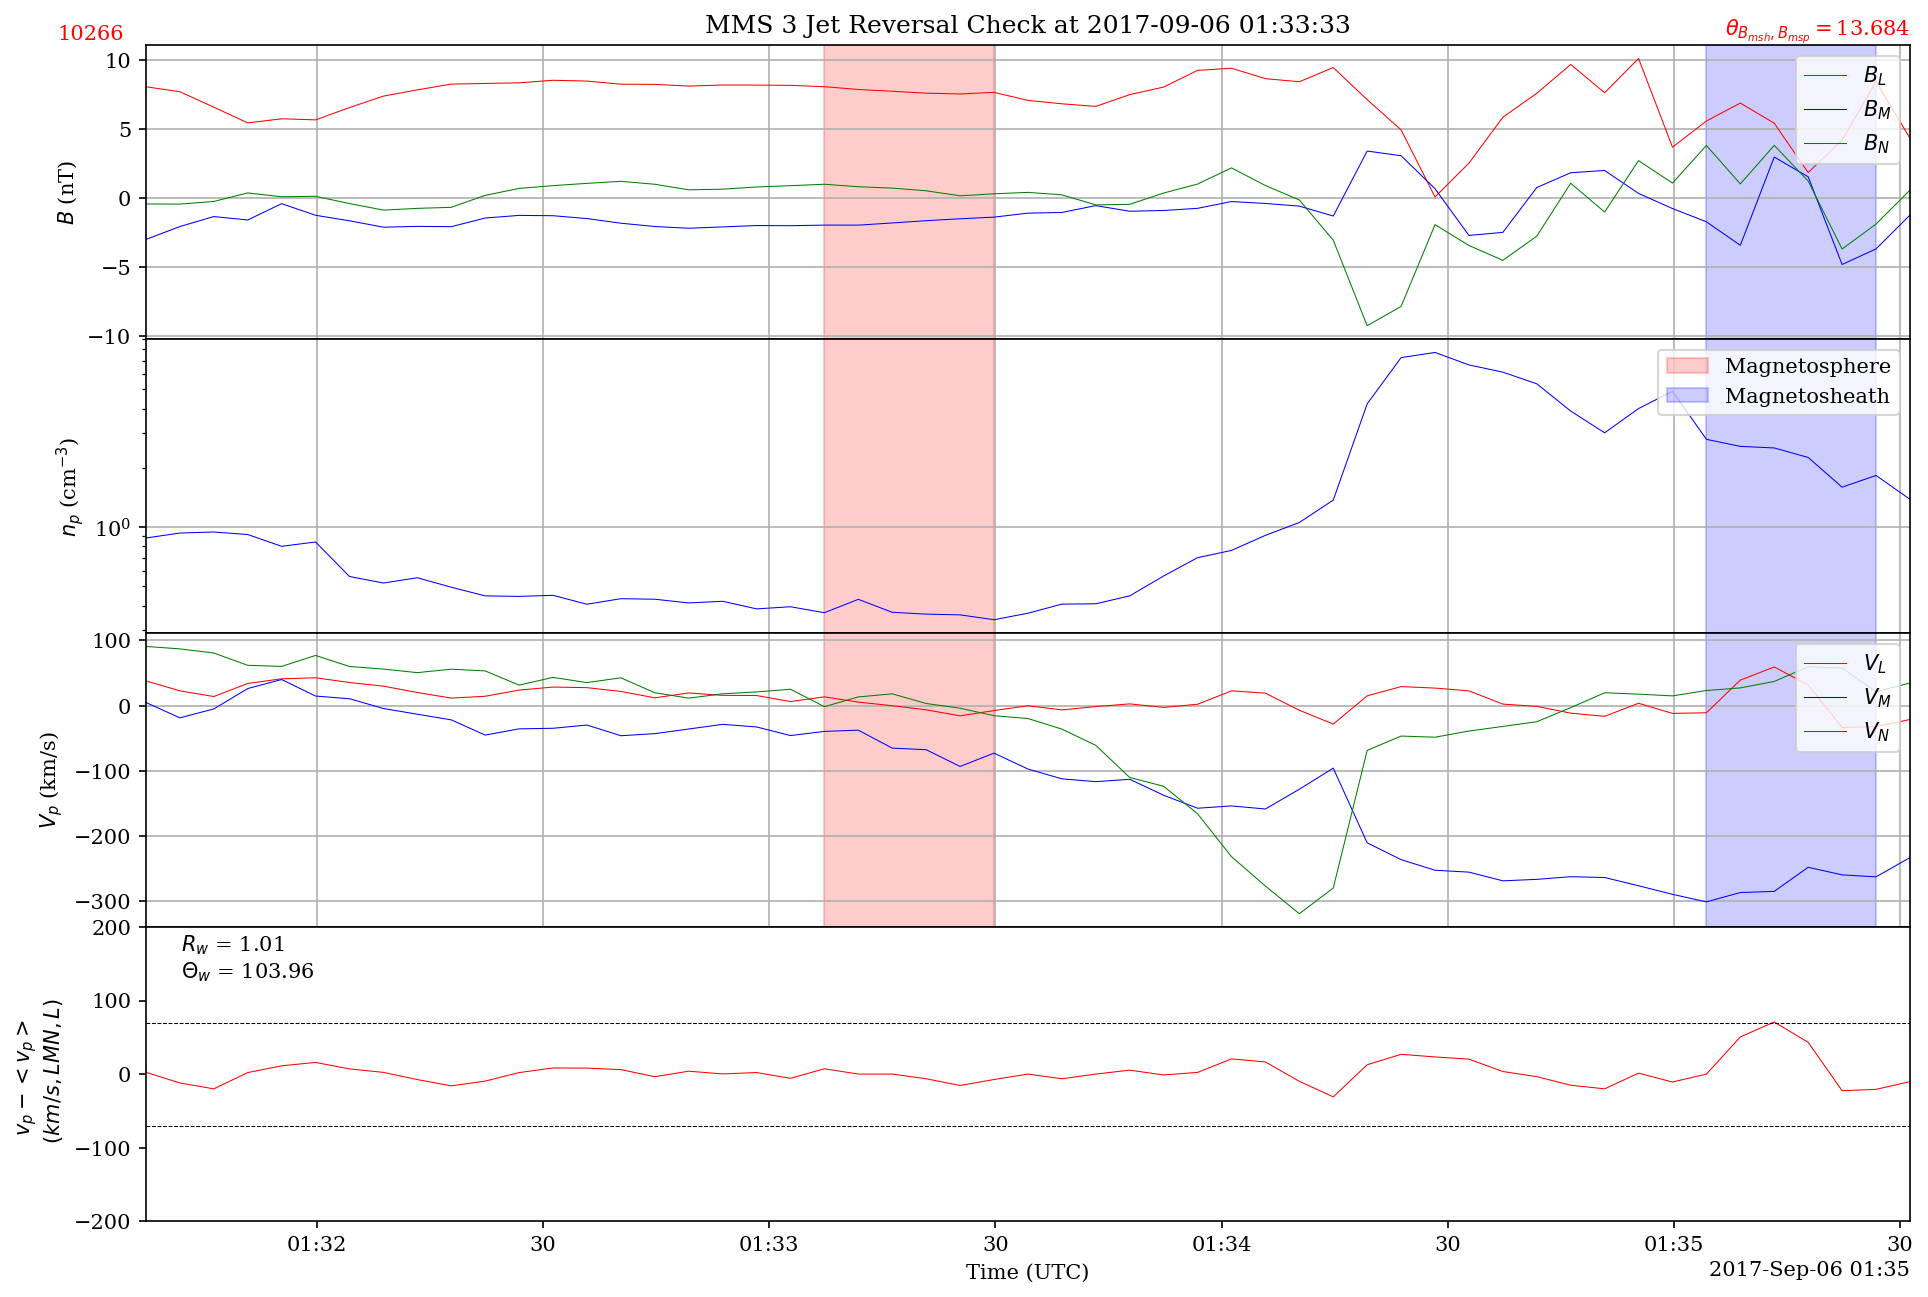 MMS 3 Jet Reversal Check at 2017-09-06 01:33:33
10266
θ_{B_{msh}, B_{msp}} = 13.684
10
5
0
−5
−10
B (nT)
B_L
B_M
B_N
10^0
n_p (cm^{−3})
Magnetosphere
Magnetosheath
100
0
−100
−200
−300
V_p (km/s)
V_L
V_M
V_N
200
100
0
−100
−200
v_p − < v_p >
(km/s, LMN, L)
R_w = 1.01
Θ_w = 103.96
01:32
30
01:33
30
01:34
30
01:35
30
Time (UTC)
2017-Sep-06 01:35